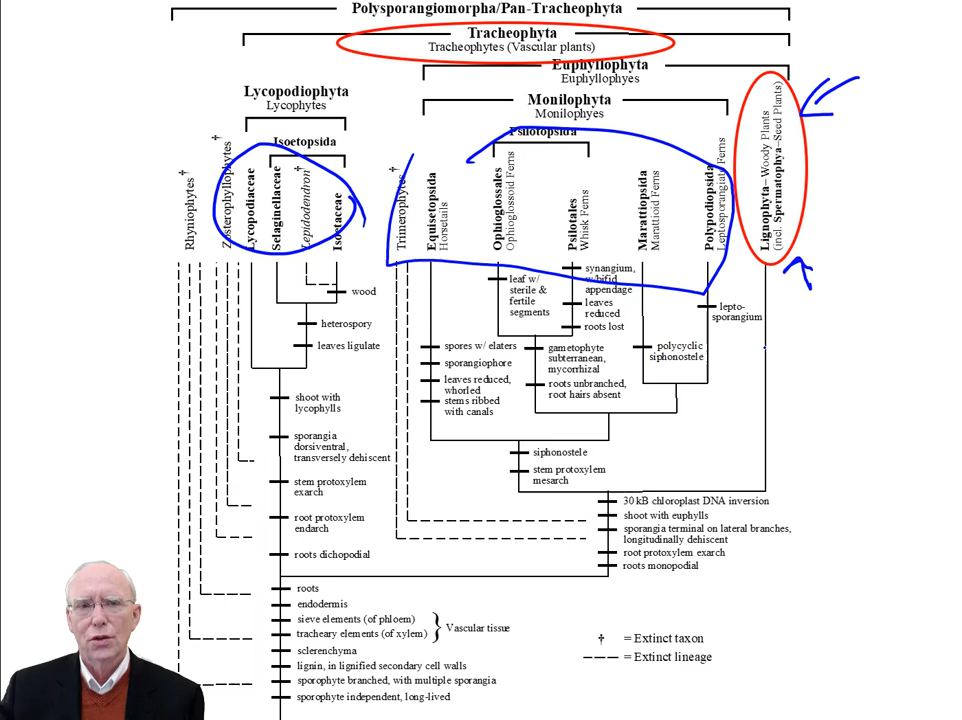 Polysporangiomorpha/Pan-Tracheophyta
Tracheophyta
Tracheophytes (Vascular plants)
Euphyllophyta
Euphyllophyes
Lycopodiophyta
Lycophytes
Monilophyta
Monilophyes
Isoetopsida
Psilotopsida
Rhyniophytes†
Zosterophyllophytes†
Lycopodiaceae
Selaginellaceae
Lepidodendron†
Isoetaceae
Trimerophytes†
Equisetopsida
Horsetails
Ophioglossales
Ophioglossoid Ferns
Psilotales
Whisk Ferns
Marattiopsida
Marattioid Ferns
Polypodiopsida
Leptosporangiate Ferns
Lignophyta–Woody Plants
(incl. Spermatophya–Seed Plants)
wood
heterospory
leaves ligulate
leaf w/
sterile &
fertile
segments
synangium,
w/bifid
appendage
leaves
reduced
roots lost
lepto-
sporangium
spores w/ elaters
sporangiophore
leaves reduced,
whorled
stems ribbed
with canals
gametophyte
subterranean,
mycorrhizal
roots unbranched,
root hairs absent
polycyclic
siphonostele
shoot with
lycophylls
sporangia
dorsiventral,
transversely dehiscent
stem protoxylem
exarch
root protoxylem
endarch
roots dichopodial
siphonostele
stem protoxylem
mesarch
30 kB chloroplast DNA inversion
shoot with euphylls
sporangia terminal on lateral branches,
longitudinally dehiscent
root protoxylem exarch
roots monopodial
roots
endodermis
sieve elements (of phloem)
tracheary elements (of xylem)
Vascular tissue
sclerenchyma
lignin, in lignified secondary cell walls
sporophyte branched, with multiple sporangia
sporophyte independent, long-lived
† = Extinct taxon
= Extinct lineage